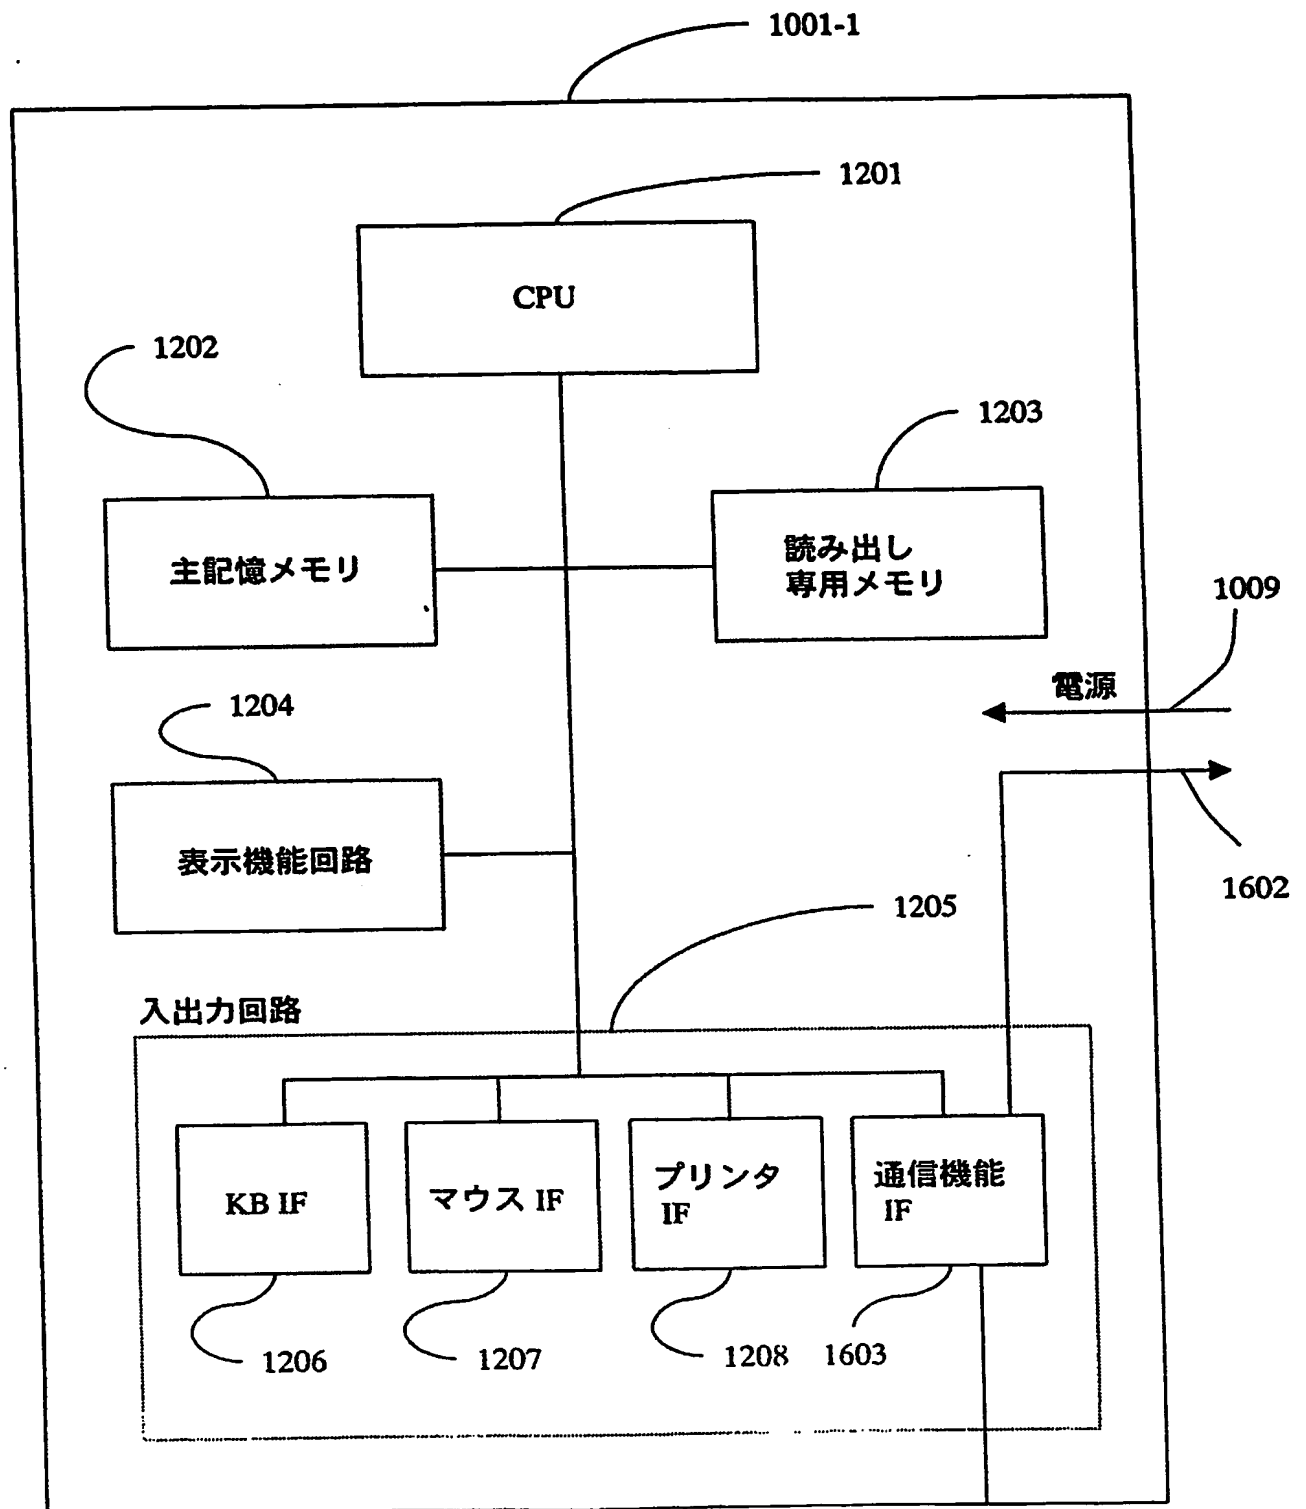 1001-1
1201
CPU
1202
1203
主記憶メモリ
読み出し
専用メモリ
1009
電源
1204
表示機能回路
1602
1205
入出力回路
KB IF
マウス IF
プリンタ
IF
通信機能
IF
1206
1207
1208
1603